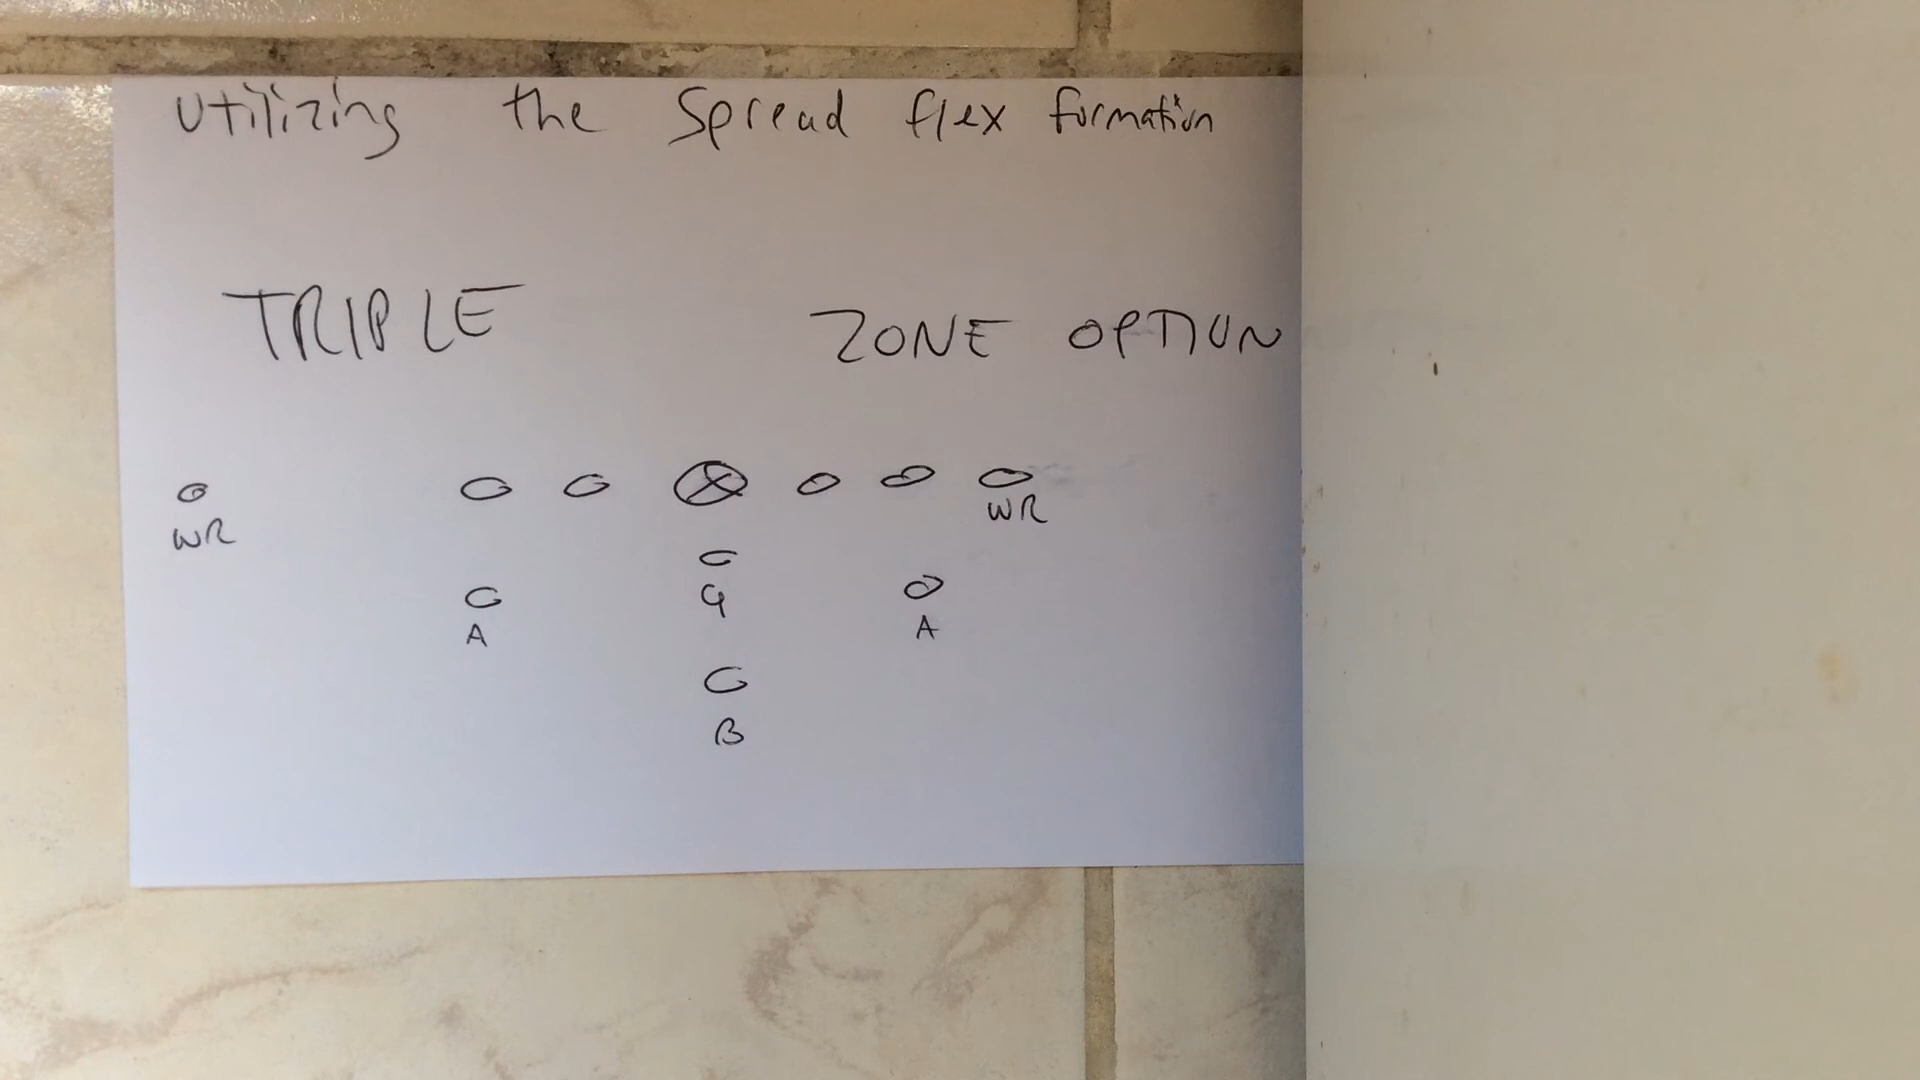 utilizing the Spread flex formation
TRIPLE ZONE OPTION
WR WR
Q
A A
B